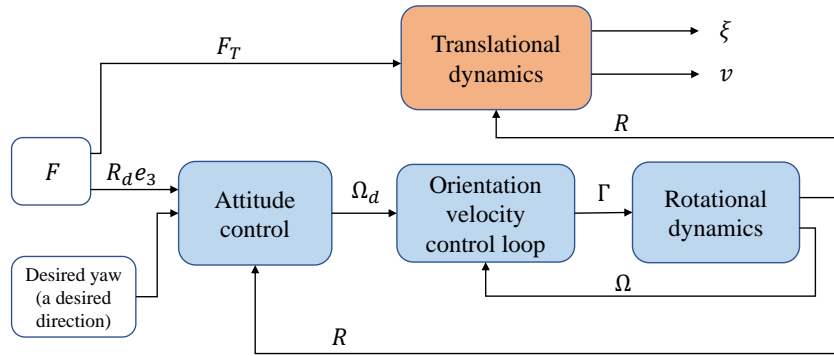 F_T
Translational
dynamics
ξ
v
R
F
R_d e_3
Attitude
control
Ω_d
Orientation
velocity
control loop
Γ
Rotational
dynamics
Desired yaw
(a desired
direction)
Ω
R